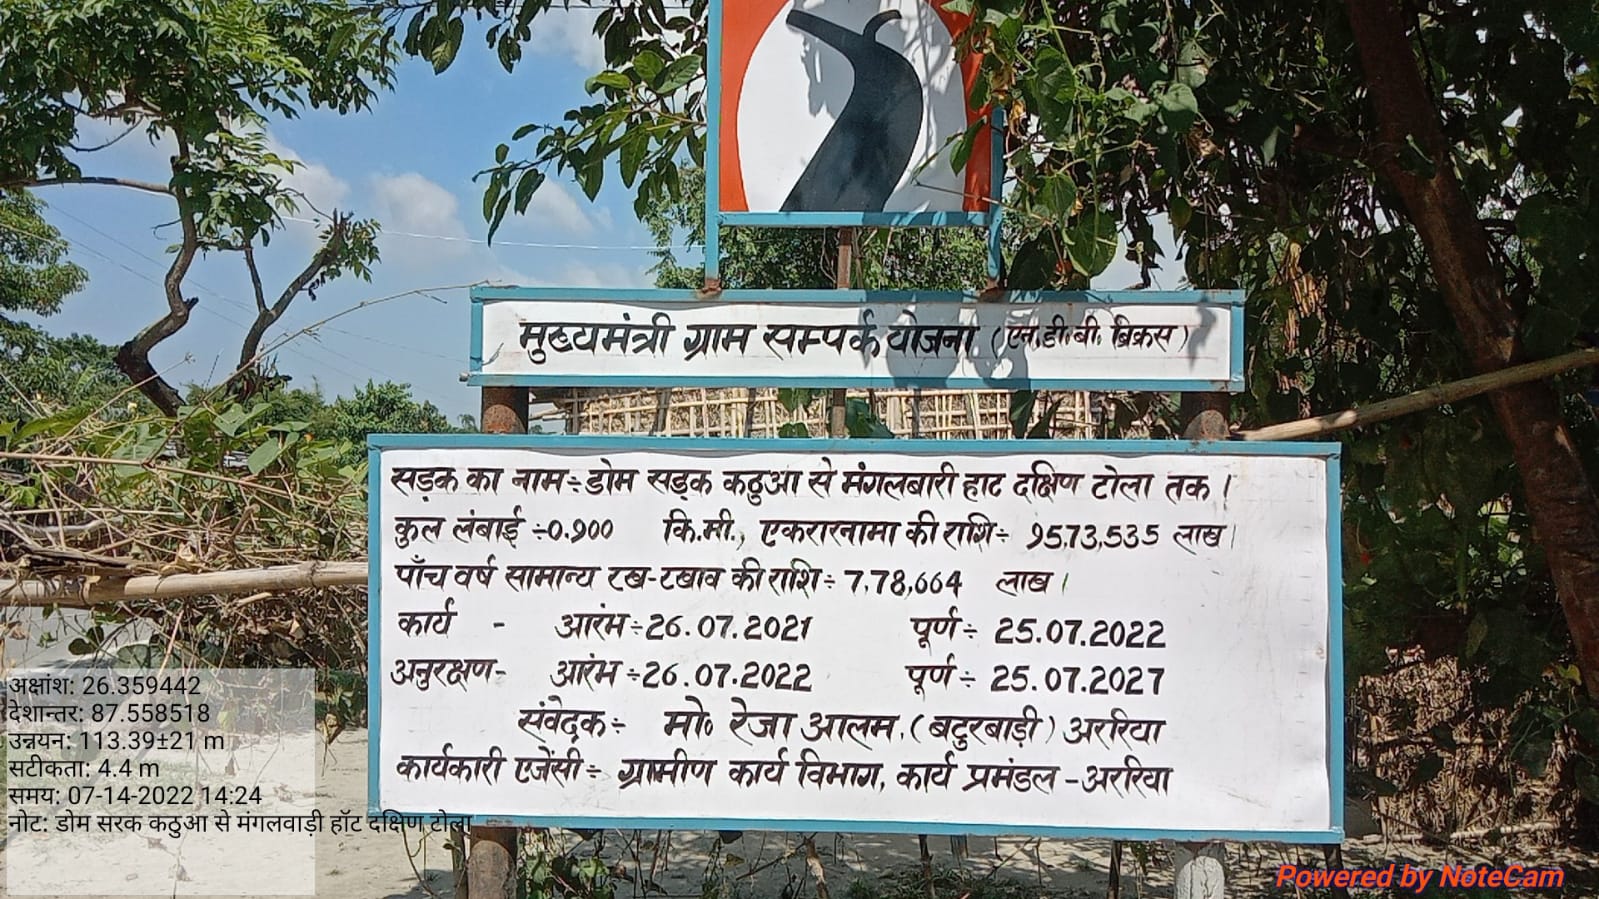 मुख्यमंत्री ग्राम सम्पर्क योजना (एन.डी.बी. ब्रिक्स)
सड़क का नाम÷डोम सड़क कठुआ से मंगलबारी हाट दक्षिण टोला तक।
कुल लंबाई ÷0.900 कि.मी., एकरारनामा की राशि÷ 95,73,535 लाख।
पाँच वर्ष सामान्य रख-रखाव की राशि÷ 7,78,664 लाख।
कार्य - आरंभ÷26.07.2021 पूर्ण÷ 25.07.2022
अनुरक्षण- आरंभ÷26.07.2022 पूर्ण÷ 25.07.2027
संवेदक÷ मो० रेजा आलम, (बटुरबाड़ी) अररिया
कार्यकारी एजेंसी÷ ग्रामीण कार्य विभाग, कार्य प्रमंडल-अररिया
अक्षांश: 26.359442
देशान्तर: 87.558518
उन्नयन: 113.39±21 m
सटीकता: 4.4 m
समय: 07-14-2022 14:24
नोट: डोम सरक कठुआ से मंगलवाड़ी हॉट दक्षिण टोला
Powered by NoteCam